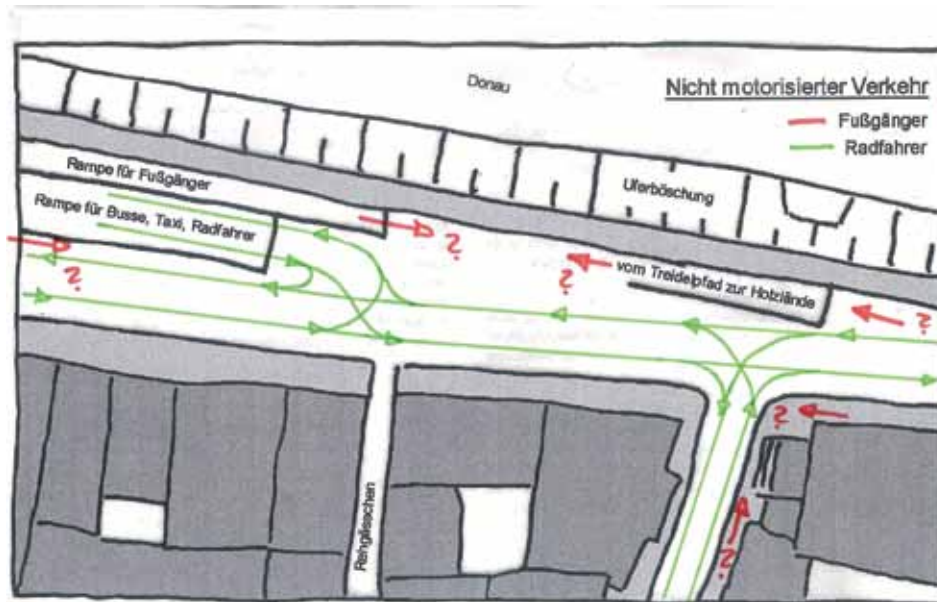 Donau
Nicht motorisierter Verkehr
Fußgänger
Radfahrer
Rampe für Fußgänger
Uferböschung
Rampe für Busse, Taxi, Radfahrer
?
?
?
vom Treidelpfad zur Holzlände
?
?
?
Rehgässchen